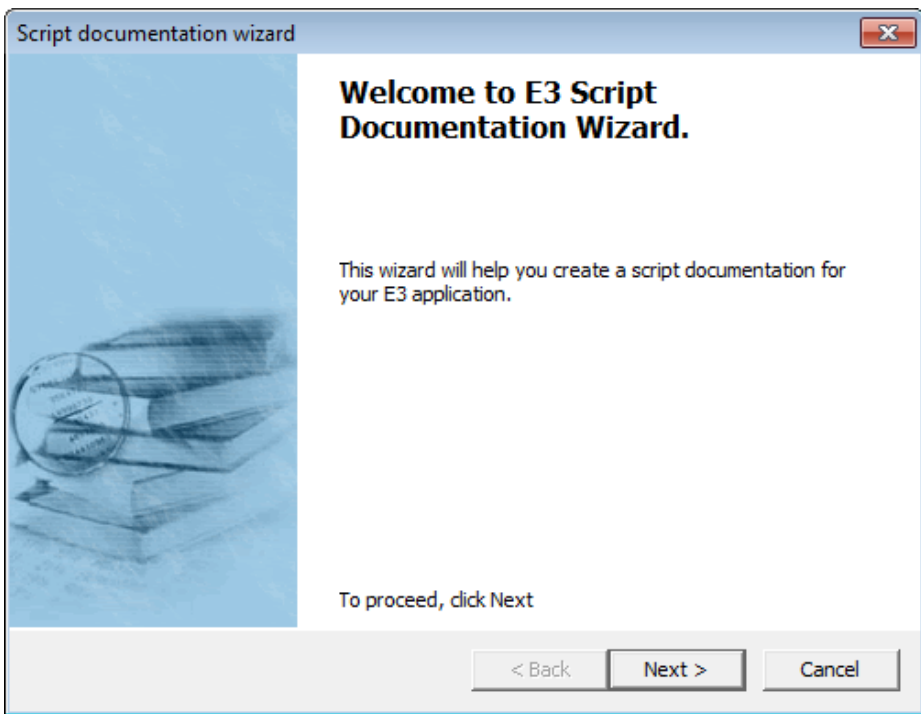 Script documentation wizard
Welcome to E3 Script
Documentation Wizard.
This wizard will help you create a script documentation for
your E3 application.
To proceed, click Next
< Back
Next >
Cancel